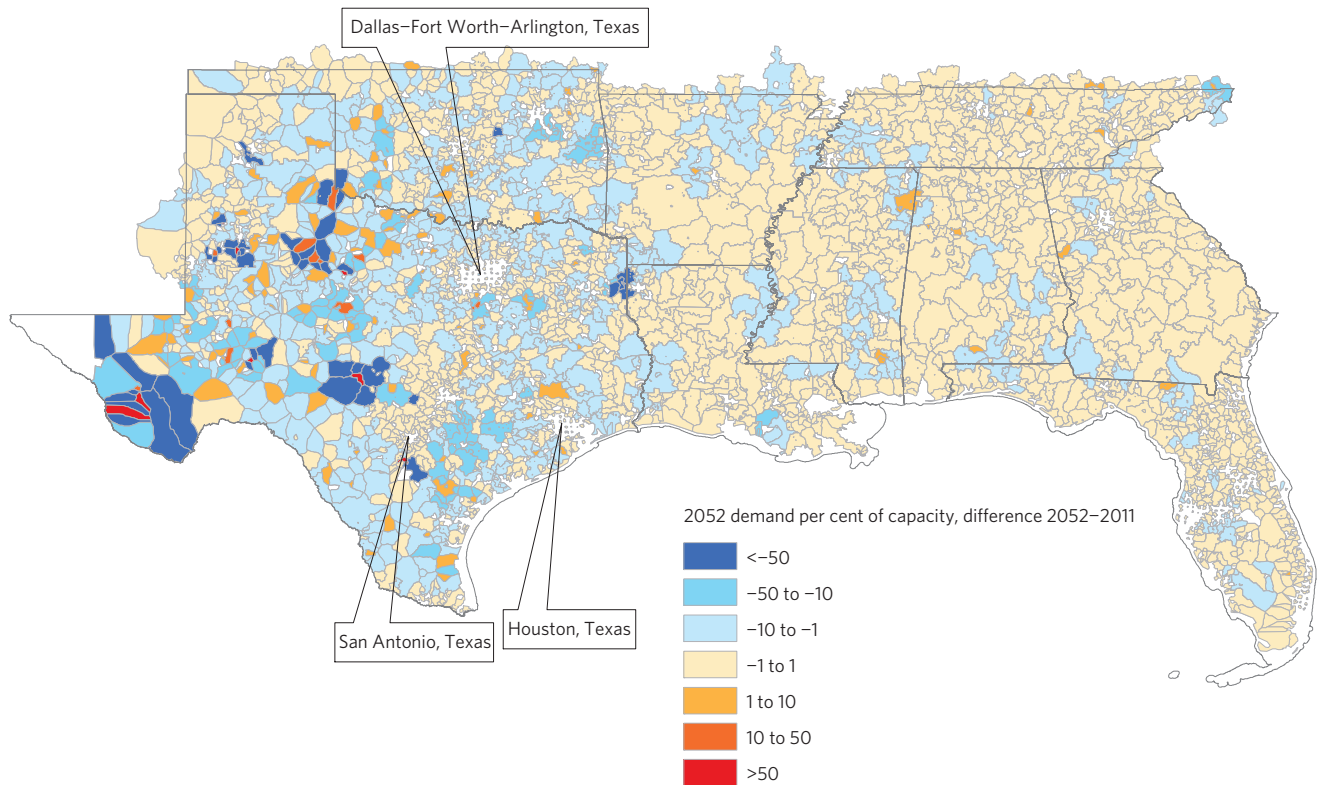 Dallas–Fort Worth–Arlington, Texas
San Antonio, Texas
Houston, Texas
2052 demand per cent of capacity, difference 2052–2011
<−50
−50 to −10
−10 to −1
−1 to 1
1 to 10
10 to 50
>50